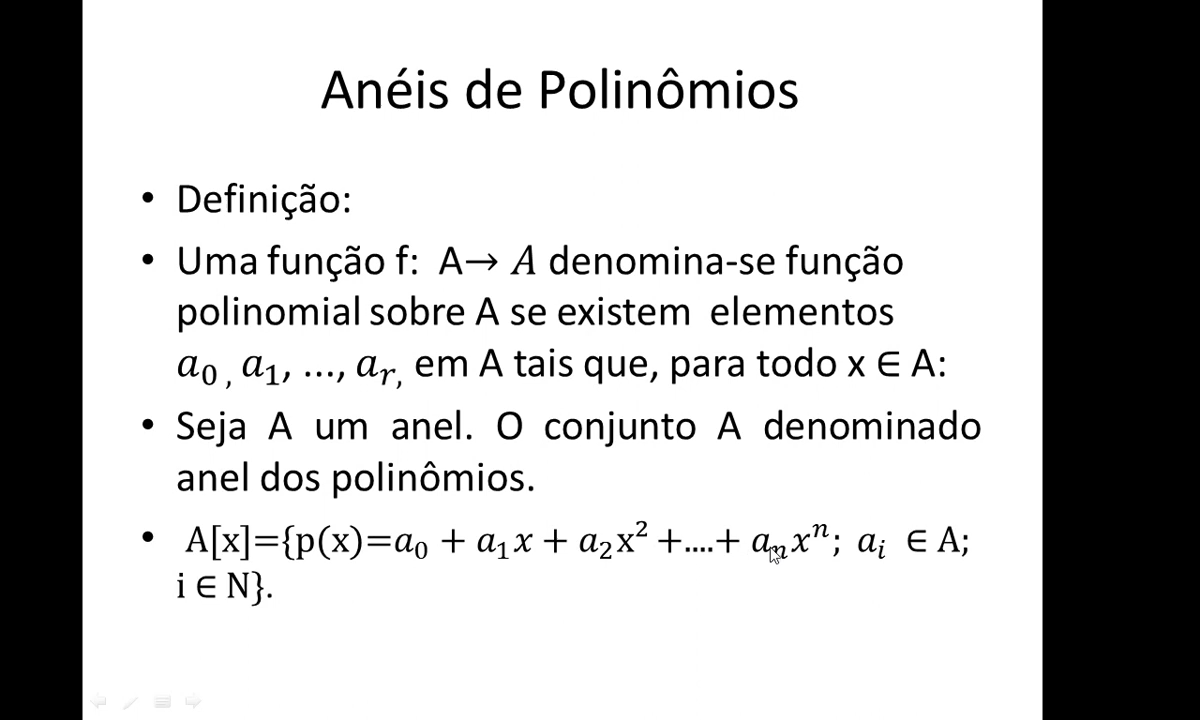 Anéis de Polinômios
• Definição:
• Uma função f: A→ A denomina-se função
polinomial sobre A se existem elementos
a₀ , a₁, ..., aᵣ, em A tais que, para todo x ∈ A:
• Seja A um anel. O conjunto A denominado
anel dos polinômios.
• A[x]={p(x)=a₀ + a₁x + a₂x² +....+ aₙxⁿ; aᵢ ∈ A;
i ∈ N}.